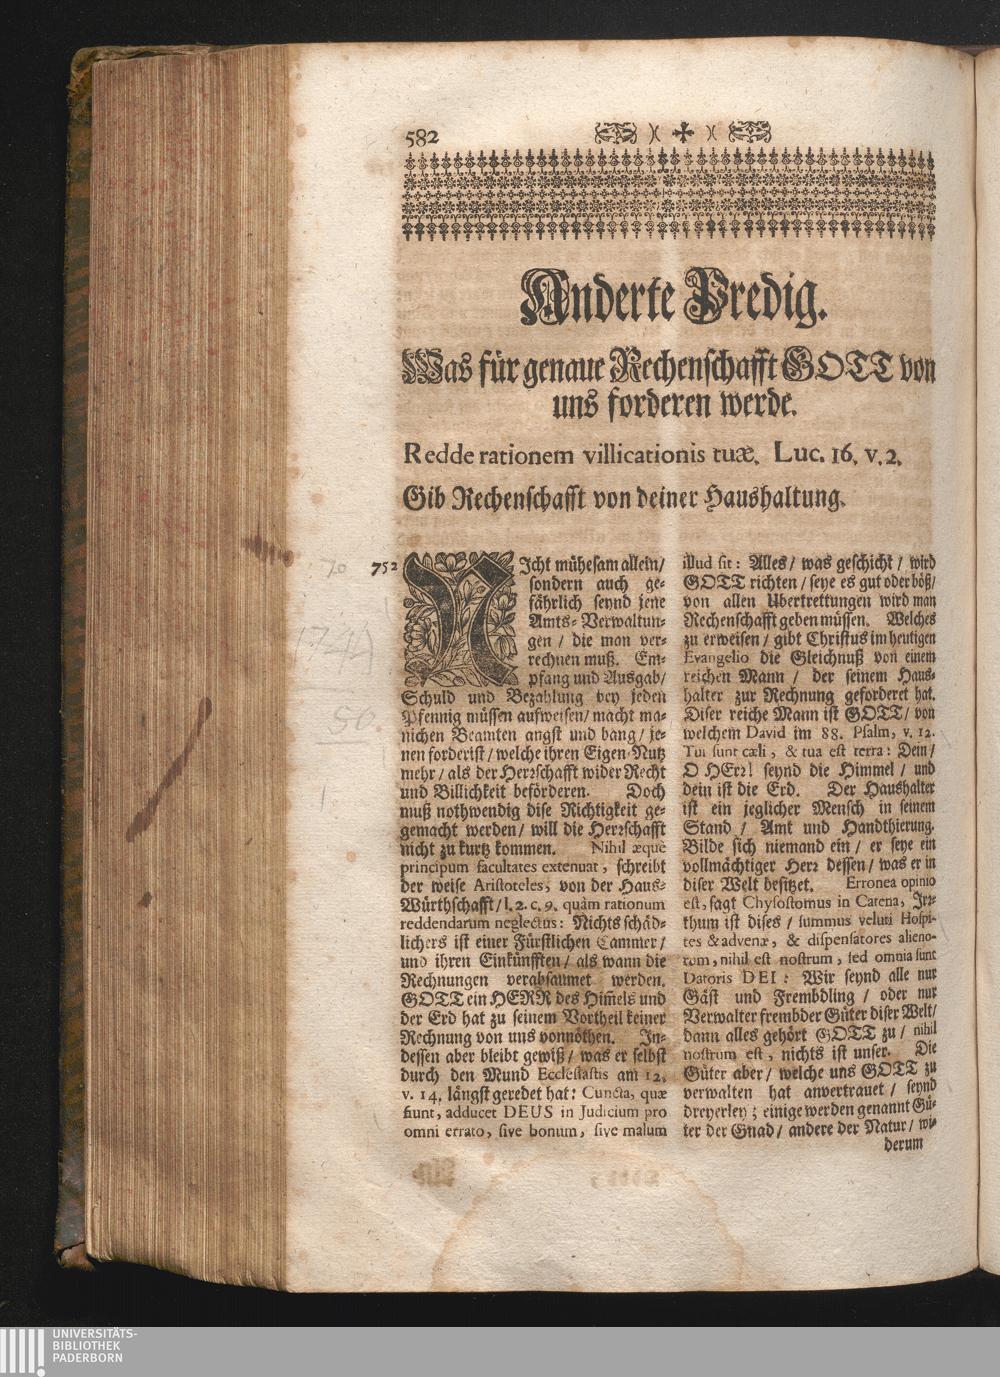 582
Anderte Predig.
Was für genaue Rechenschafft GOTT von
uns forderen werde.
Redde rationem villicationis tuæ. Luc. 16. v. 2.
Gib Rechenschafft von deiner Haushaltung.
752
NIcht mühesam allein/
sondern auch ge-
fährlich seynd jene
Amts-Verwaltun-
gen / die man ver-
rechnen muß. Em-
pfang und Ausgab/
Schuld und Bezahlung bey jeden
Pfennig müssen aufweisen/ macht ma-
nichen Beamten angst und bang / je-
nen forderist / welche ihren Eigen-Nutz
mehr / als der Herrschafft wider Recht
und Billichkeit beförderen. Doch
muß nothwendig dise Richtigkeit ge-
gemacht werden / will die Herrschafft
nicht zu kurtz kommen. Nihil æquè
principum facultates extenuat, schreibt
der weise Aristoteles, von der Haus-
Würthschafft / l. 2. c. 9. quàm rationum
reddendarum neglectus: Nichts schäd-
lichers ist einer Fürstlichen Cammer /
und ihren Einkünfften / als wann die
Rechnungen verabsaumet werden.
GOTT ein HERR des Him̃els und
der Erd hat zu seinem Vortheil keiner
Rechnung von uns vonnöthen. In-
dessen aber bleibt gewiß / was er selbst
durch den Mund Ecclesiastis am 12.
v. 14. längst geredet hat: Cuncta, quæ
fiunt, adducet DEUS in Judicium pro
omni errato, sive bonum, sive malum
illud sit: Alles / was geschicht / wird
GOTT richten / seye es gut oder böß/
von allen Ubertrettungen wird man
Rechenschafft geben müssen. Welches
zu erweisen / gibt Christus im heutigen
Evangelio die Gleichnuß von einem
reichen Mann / der seinem Haus-
halter zur Rechnung geforderet hat.
Diser reiche Mann ist GOTT / von
welchem David im 88. Psalm, v. 12.
Tui sunt cæli, & tua est terra: Dein /
O HErr! seynd die Himmel / und
dein ist die Erd. Der Haushalter
ist ein jeglicher Mensch in seinem
Stand / Amt und Handthierung.
Bilde sich niemand ein / er seye ein
vollmächtiger Herr dessen / was er in
diser Welt besitzet. Erronea opinio
est, sagt Chysostomus in Catena, Irr-
thum ist dises / summus veluti Hospi-
tes & advenæ, & dispensatores alieno-
rum, nihil est nostrum, sed omnia sunt
Datoris DEI: Wir seynd alle nur
Gäst und Frembdling / oder nur
Verwalter frembder Güter diser Welt/
dann alles gehört GOTT zu / nihil
nostrum est, nichts ist unser. Die
Güter aber / welche uns GOTT zu
verwalten hat anvertrauet / seynd
dreyerley; einige werden genannt Gü-
ter der Gnad / andere der Natur / wi-
derum
UNIVERSITÄTS-
BIBLIOTHEK
PADERBORN